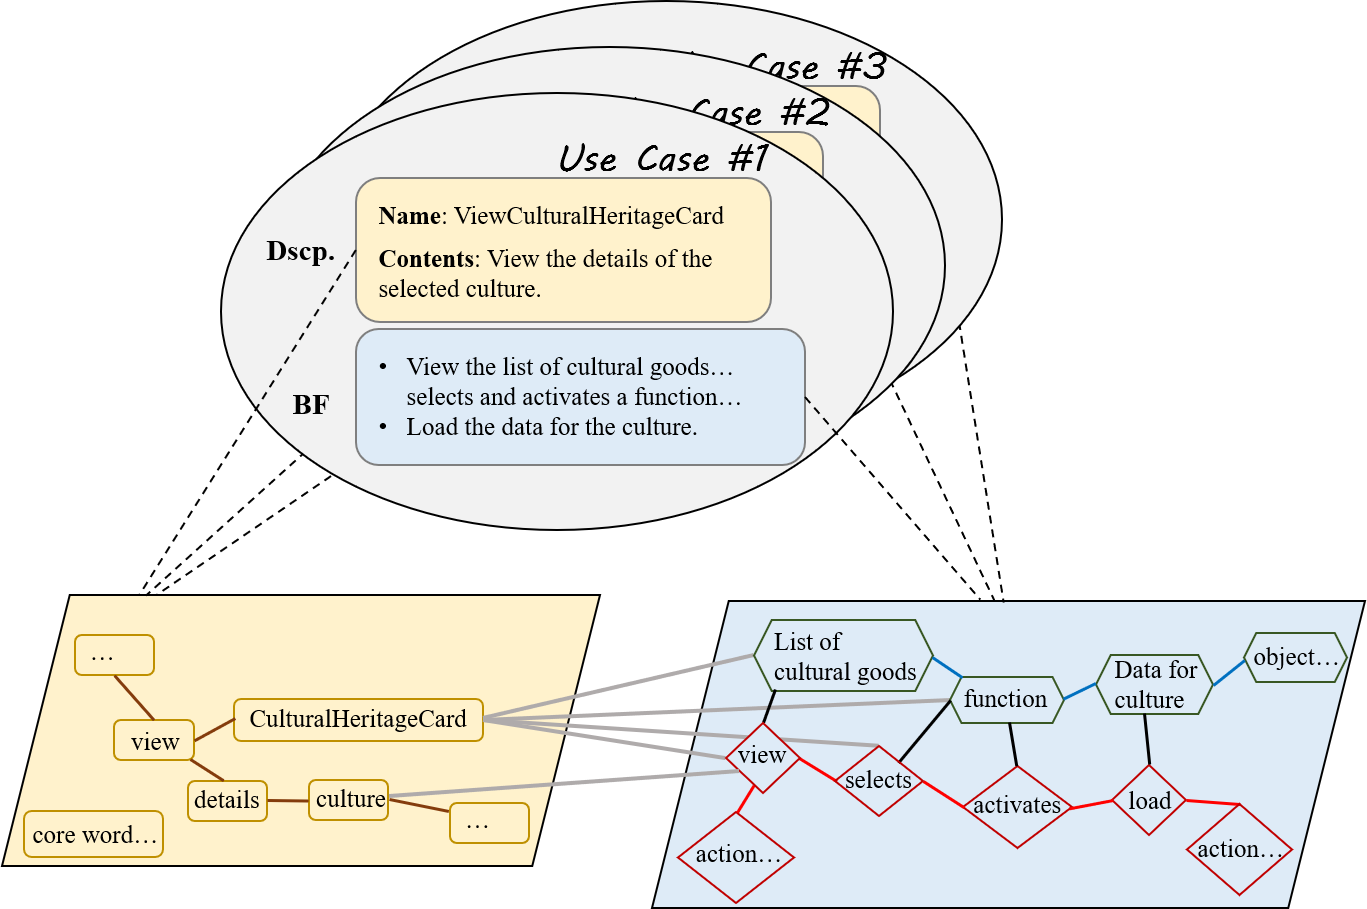 Case #3
Case #2
Use Case #1
Name: ViewCulturalHeritageCard
Dscp.
Contents: View the details of the
selected culture.
• View the list of cultural goods…
selects and activates a function…
BF
• Load the data for the culture.
…
view
CulturalHeritageCard
details
culture
…
core word…
List of
cultural goods
function
Data for
culture
object…
view
selects
activates
load
action…
action…